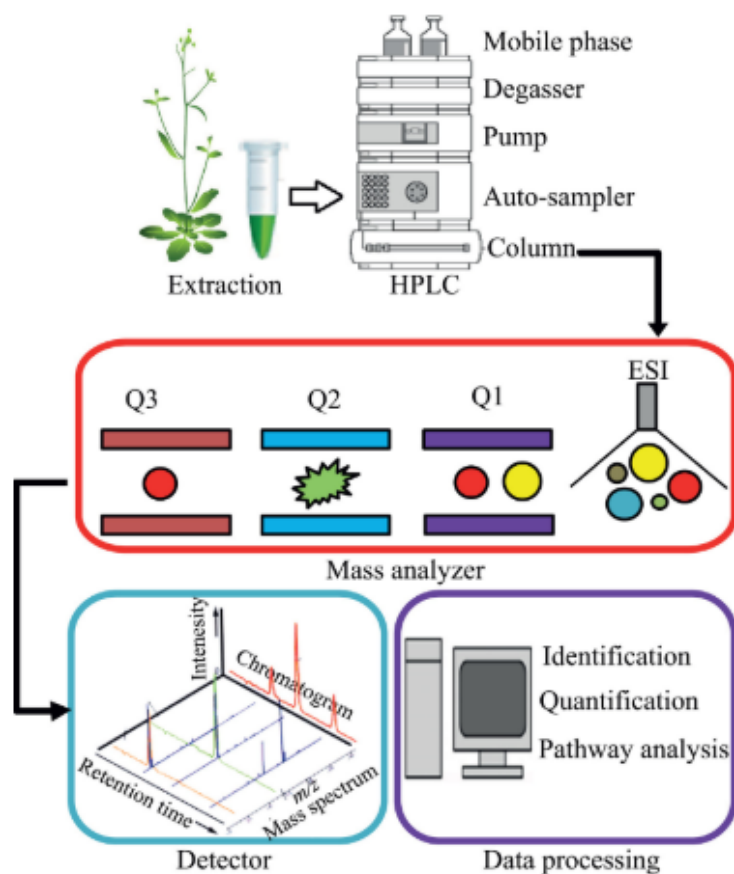 Mobile phase
Degasser
Pump
Auto-sampler
Column
Extraction
HPLC
ESI
Q3
Q2
Q1
Mass analyzer
Intenesity
Chromatogram
Retention time
m/z
Mass spectrum
Detector
Identification
Quantification
Pathway analysis
Data processing